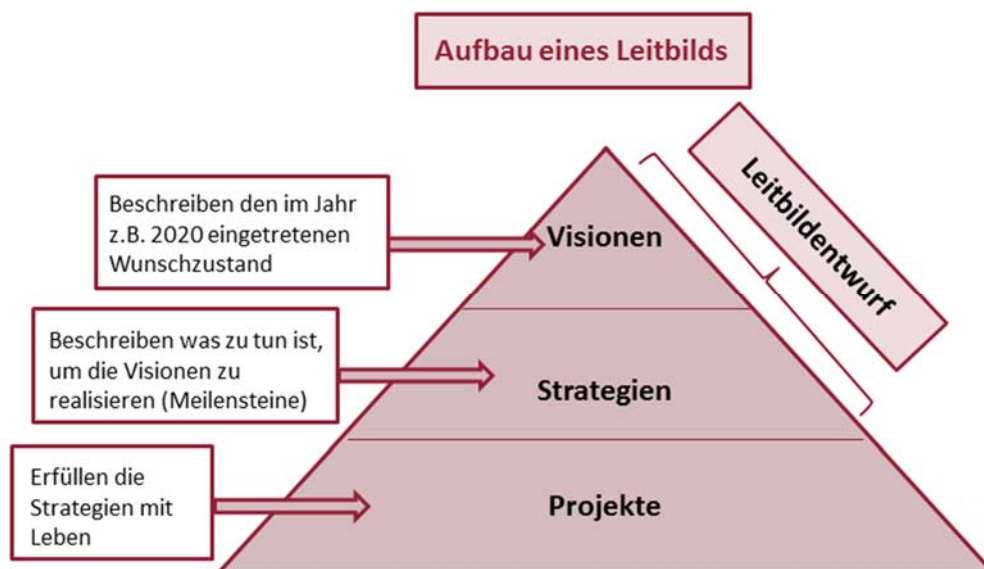 Aufbau eines Leitbilds
Leitbildentwurf
Beschreiben den im Jahr
z.B. 2020 eingetretenen
Wunschzustand
Visionen
Beschreiben was zu tun ist,
um die Visionen zu
realisieren (Meilensteine)
Strategien
Erfüllen die
Strategien mit
Leben
Projekte